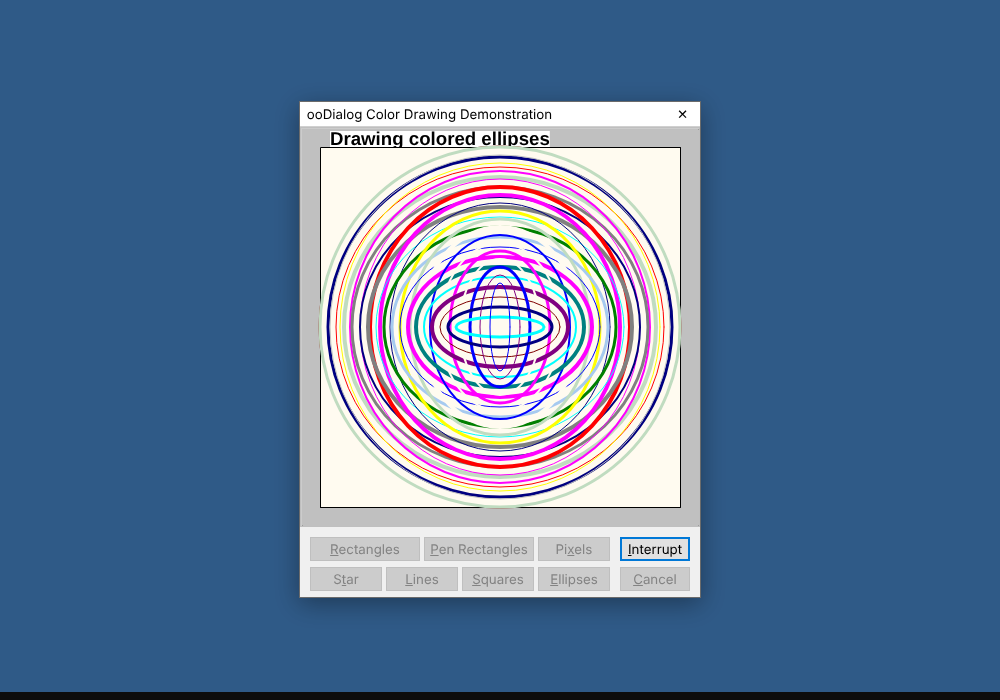 ooDialog Color Drawing Demonstration
Drawing colored ellipses
Rectangles Pen Rectangles Pixels Interrupt
Star Lines Squares Ellipses Cancel